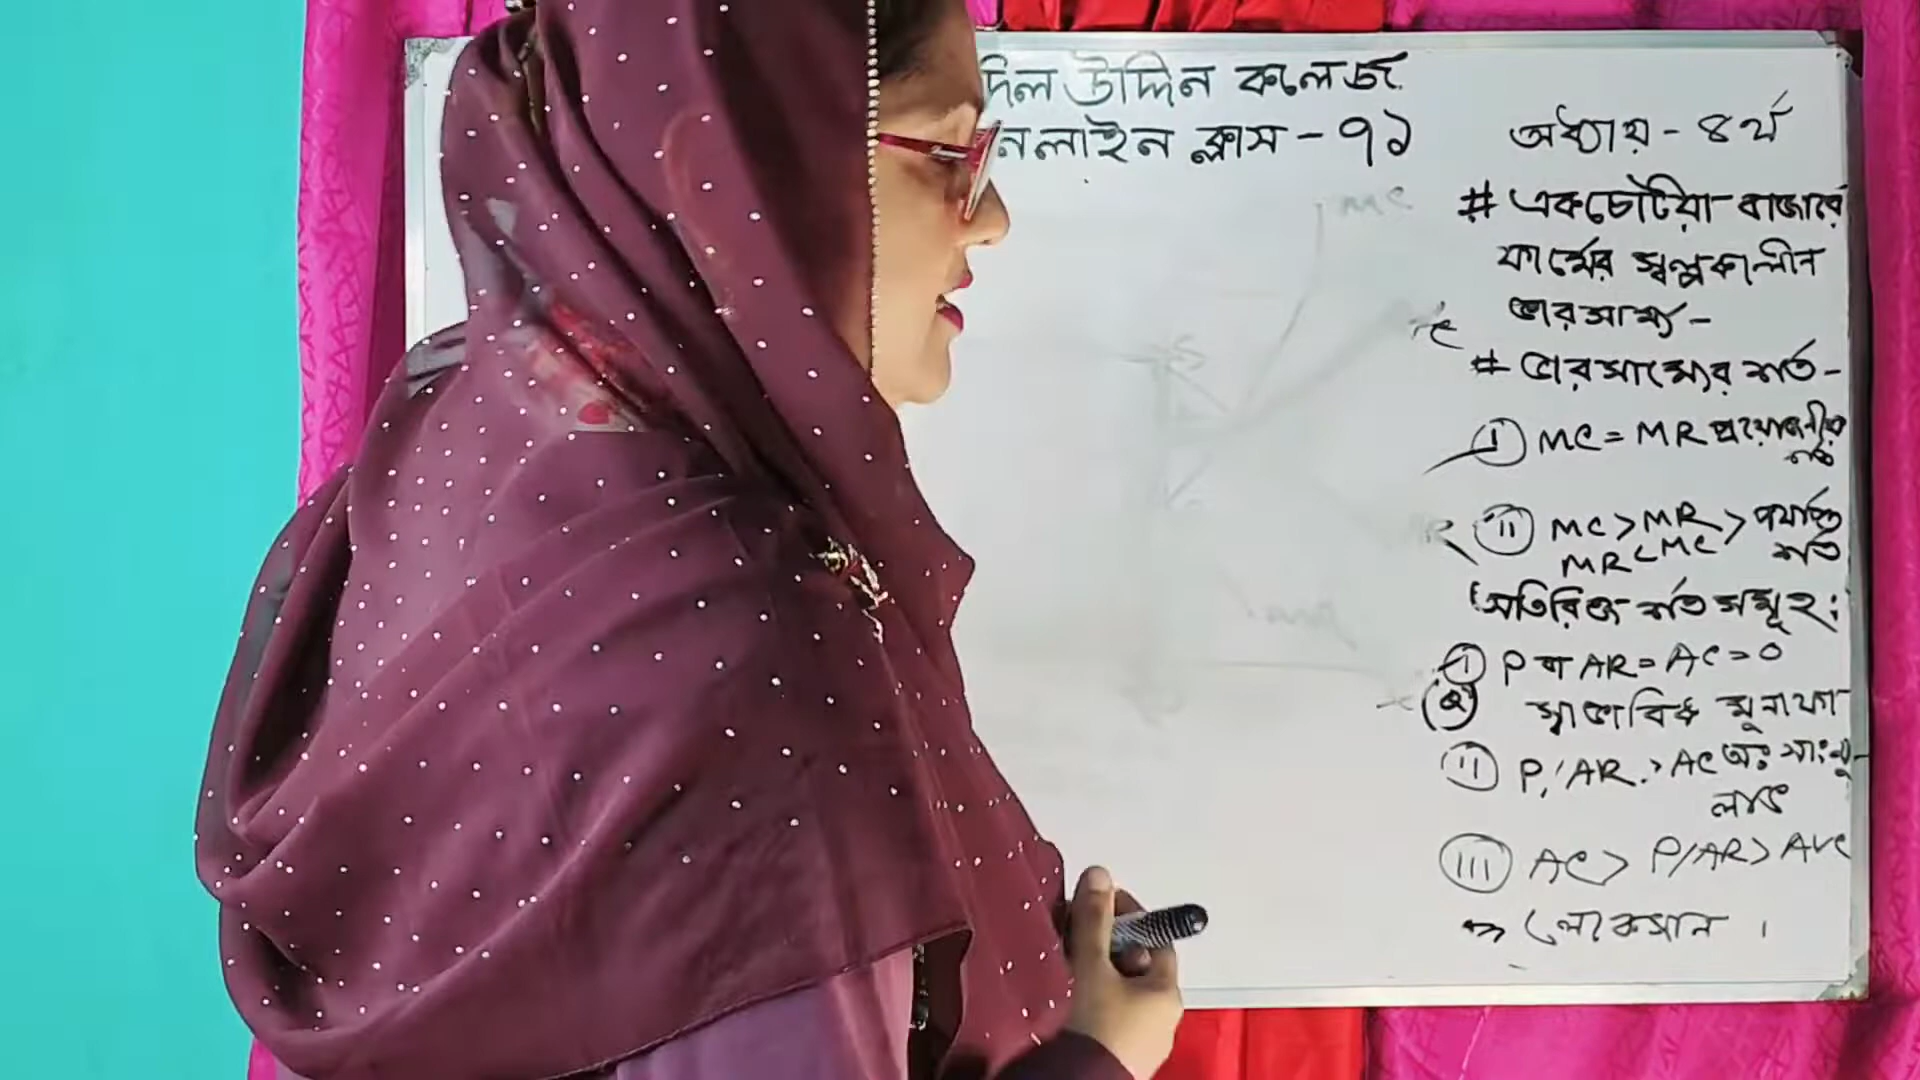 দিল উদ্দিন কলেজ
নলাইন ক্লাস - ৭১
অধ্যায় - ৪র্থ
# একচেটিয়া বাজারে
ফার্মের স্বল্পকালীন
ভারসাম্য -
# ভারসাম্যের শর্ত -
(I) MC = MR প্রয়োজনীয়
শর্ত
(II) MC > MR > পর্যাপ্ত
MR < MC শর্ত
অতিরিক্ত শর্ত সমূহ:
(I) P বা AR = AC = 0
স্বাভাবিক মুনাফা
(II) P/AR > AC অঃ
লাভ
(III) AC > P/AR > AVC
লোকসান ।
MC